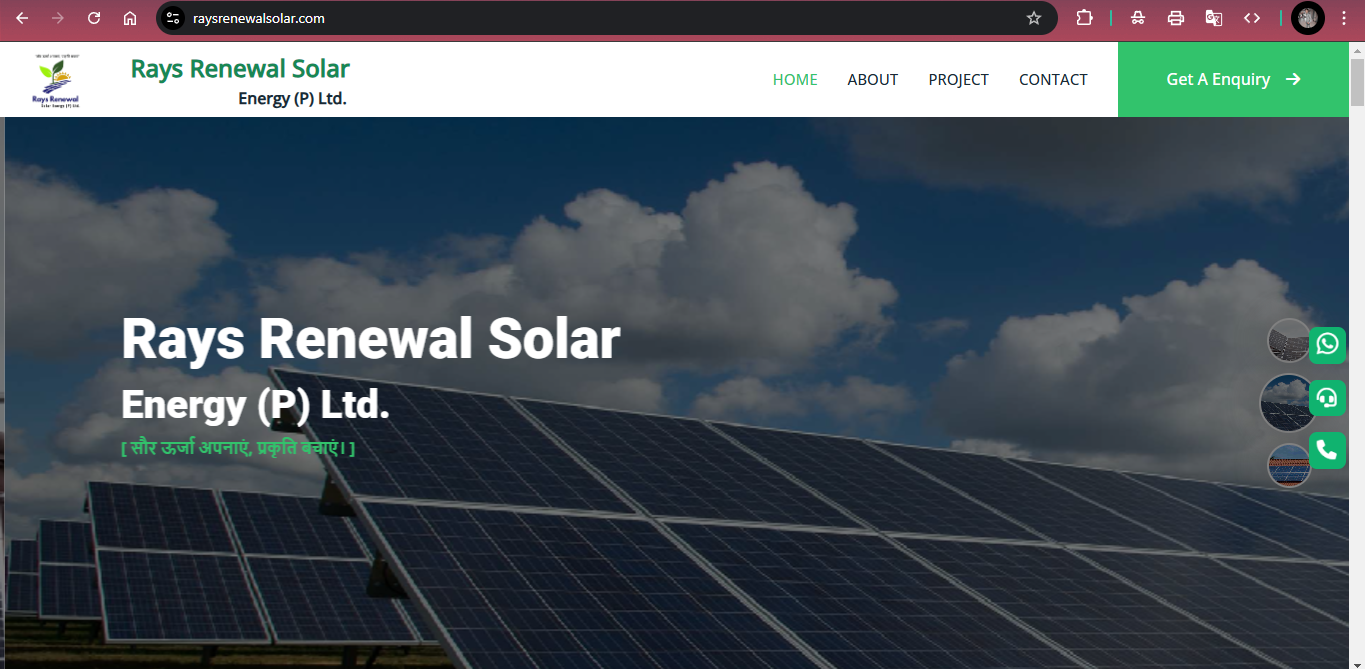 raysrenewalsolar.com
Rays Renewal Solar
Energy (P) Ltd.
Rays Renewal
Solar Energy (P) Ltd.
HOME
ABOUT
PROJECT
CONTACT
Get A Enquiry
Rays Renewal Solar
Energy (P) Ltd.
[ सौर ऊर्जा अपनाएं, प्रकृति बचाएं। ]